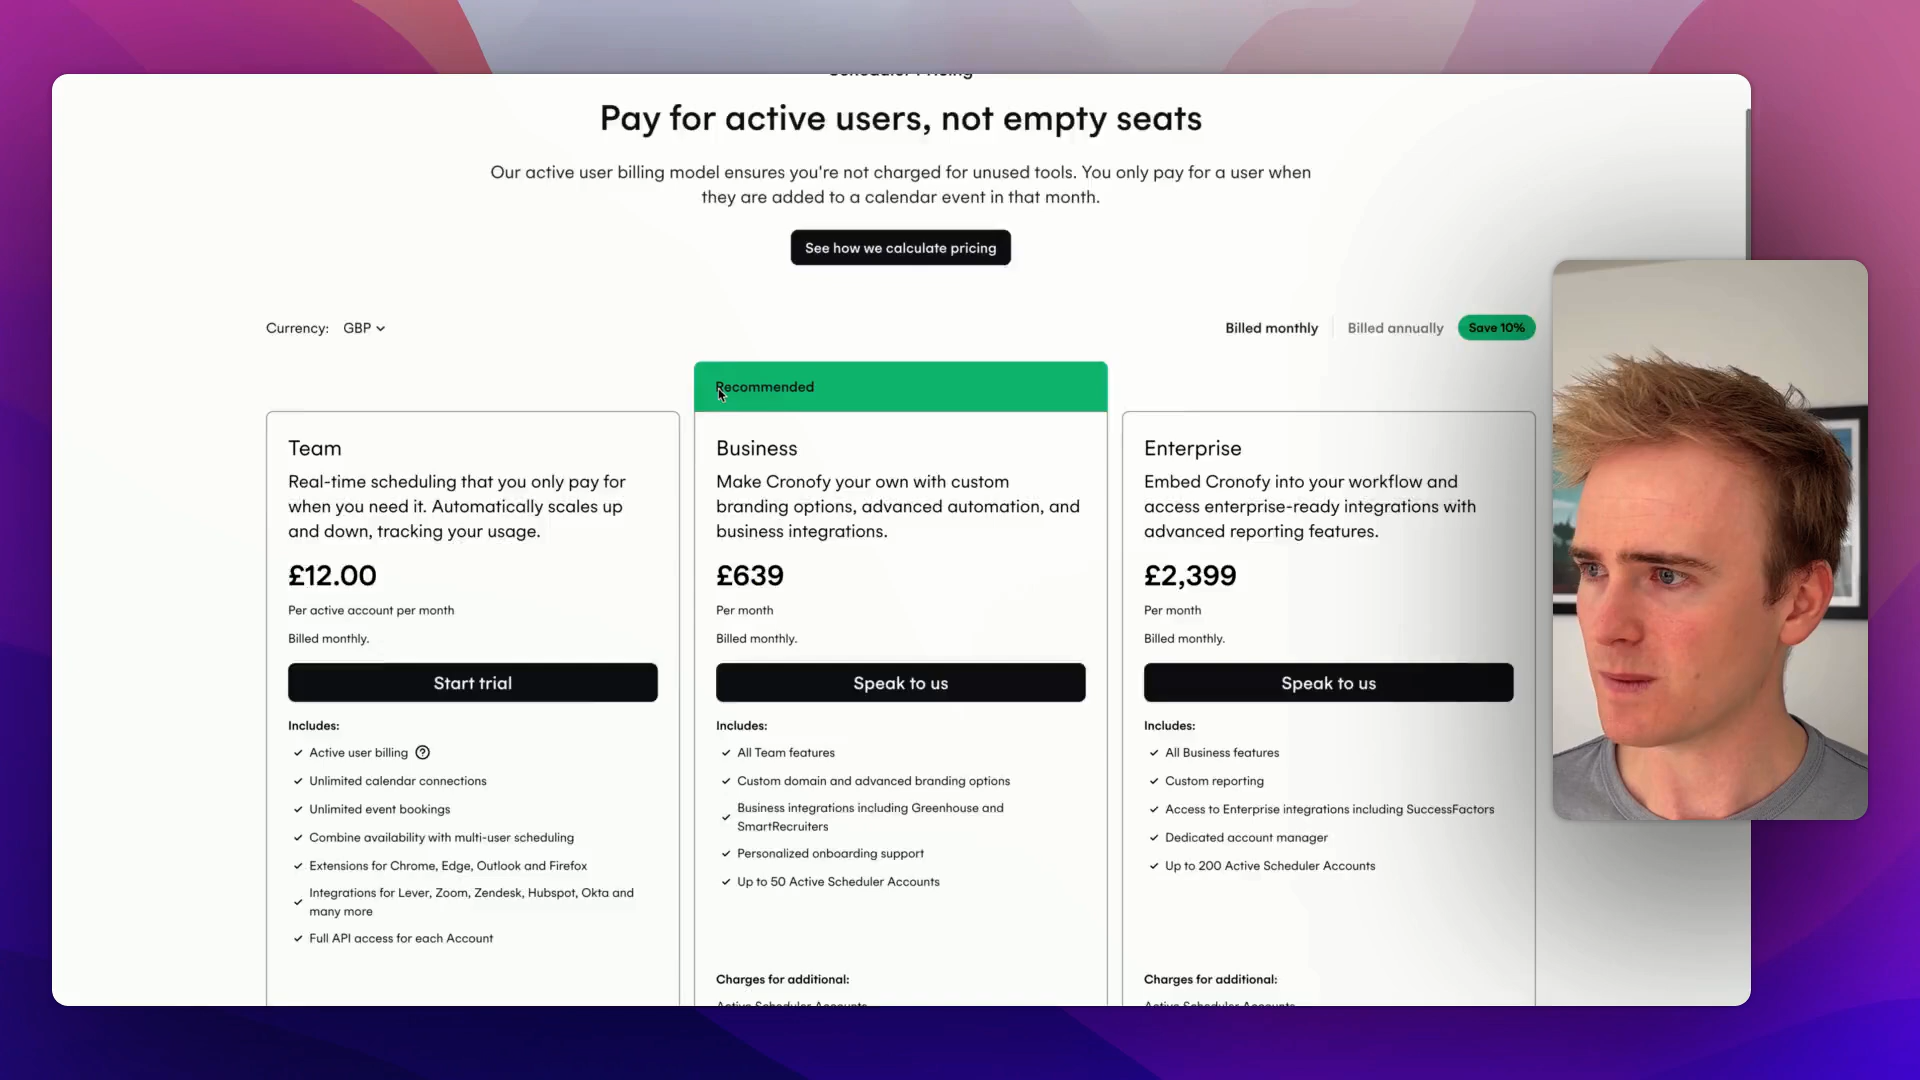 Scheduler Pricing
Pay for active users, not empty seats
Our active user billing model ensures you're not charged for unused tools. You only pay for a user when
they are added to a calendar event in that month.
See how we calculate pricing
Currency: GBP
Billed monthly
Billed annually
Save 10%
Recommended
Team
Real-time scheduling that you only pay for
when you need it. Automatically scales up
and down, tracking your usage.
£12.00
Per active account per month
Billed monthly.
Start trial
Includes:
Active user billing
Unlimited calendar connections
Unlimited event bookings
Combine availability with multi-user scheduling
Extensions for Chrome, Edge, Outlook and Firefox
Integrations for Lever, Zoom, Zendesk, Hubspot, Okta and
many more
Full API access for each Account
Business
Make Cronofy your own with custom
branding options, advanced automation, and
business integrations.
£639
Per month
Billed monthly.
Speak to us
Includes:
All Team features
Custom domain and advanced branding options
Business integrations including Greenhouse and
SmartRecruiters
Personalized onboarding support
Up to 50 Active Scheduler Accounts
Charges for additional:
Active Scheduler Accounts
Enterprise
Embed Cronofy into your workflow and
access enterprise-ready integrations with
advanced reporting features.
£2,399
Per month
Billed monthly.
Speak to us
Includes:
All Business features
Custom reporting
Access to Enterprise integrations including SuccessFactors
Dedicated account manager
Up to 200 Active Scheduler Accounts
Charges for additional:
Active Scheduler Accounts